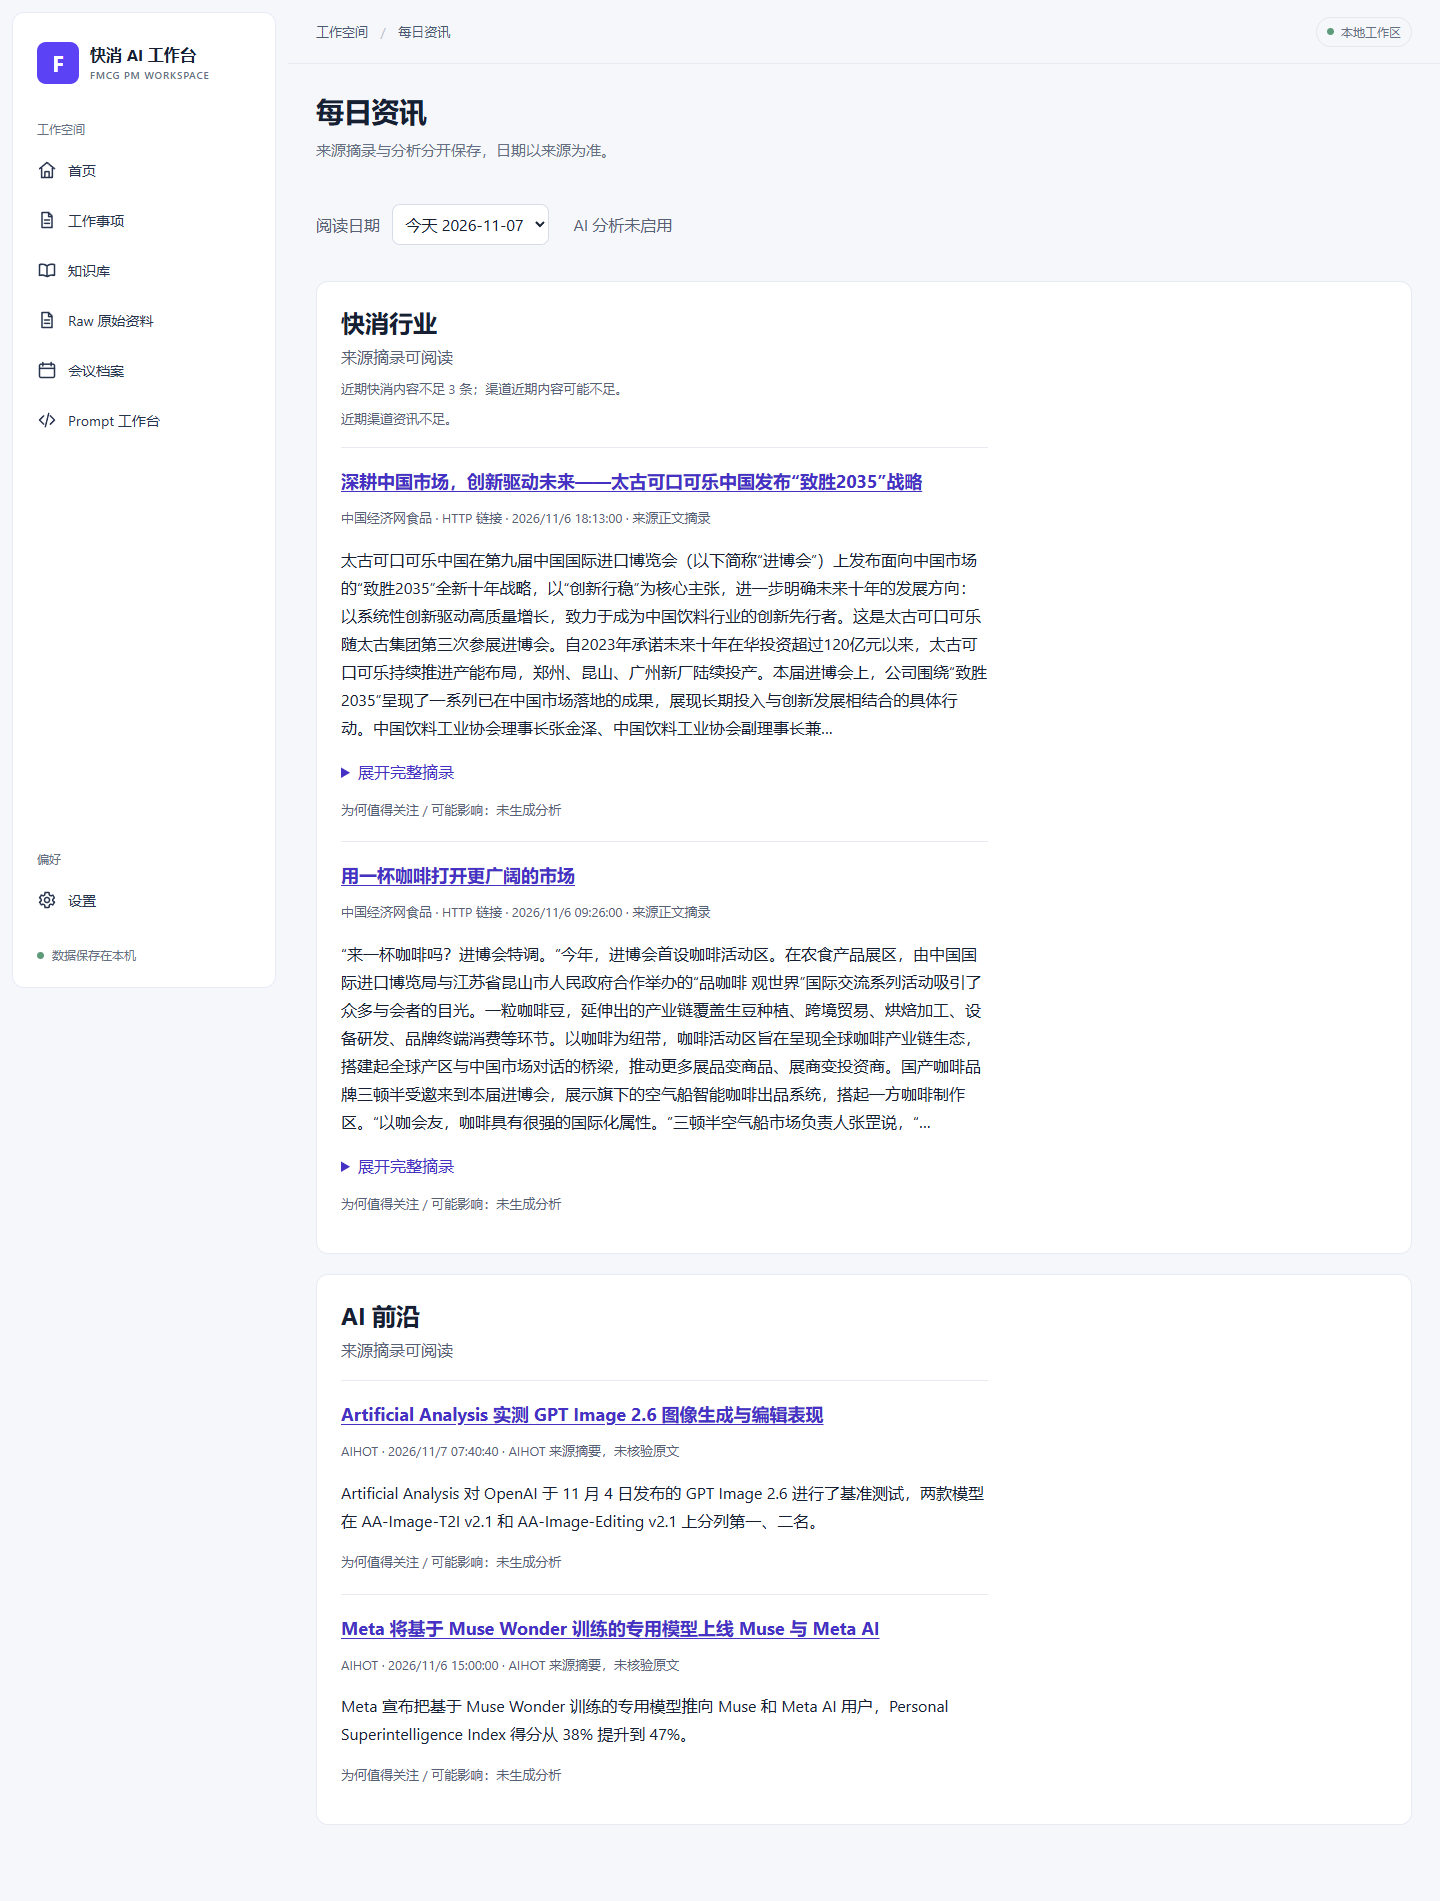 F
快消 AI 工作台
FMCG PM WORKSPACE
工作空间
首页
工作事项
知识库
Raw 原始资料
会议档案
Prompt 工作台
偏好
设置
数据保存在本机
工作空间 / 每日资讯
本地工作区
每日资讯
来源摘录与分析分开保存，日期以来源为准。
阅读日期 今天 2026-11-07 AI 分析未启用
快消行业
来源摘录可阅读
近期快消内容不足 3 条；渠道近期内容可能不足。
近期渠道资讯不足。
深耕中国市场，创新驱动未来——太古可口可乐中国发布“致胜2035”战略
中国经济网食品 · HTTP 链接 · 2026/11/6 18:13:00 · 来源正文摘录
太古可口可乐中国在第九届中国国际进口博览会（以下简称“进博会”）上发布面向中国市场
的“致胜2035”全新十年战略，以“创新行稳”为核心主张，进一步明确未来十年的发展方向：
以系统性创新驱动高质量增长，致力于成为中国饮料行业的创新先行者。这是太古可口可乐
随太古集团第三次参展进博会。自2023年承诺未来十年在华投资超过120亿元以来，太古可
口可乐持续推进产能布局，郑州、昆山、广州新厂陆续投产。本届进博会上，公司围绕“致胜
2035”呈现了一系列已在中国市场落地的成果，展现长期投入与创新发展相结合的具体行
动。中国饮料工业协会理事长张金泽、中国饮料工业协会副理事长兼...
▶ 展开完整摘录
为何值得关注 / 可能影响：未生成分析
用一杯咖啡打开更广阔的市场
中国经济网食品 · HTTP 链接 · 2026/11/6 09:26:00 · 来源正文摘录
“来一杯咖啡吗？进博会特调。”今年，进博会首设咖啡活动区。在农食产品展区，由中国国
际进口博览局与江苏省昆山市人民政府合作举办的“品咖啡 观世界”国际交流系列活动吸引了
众多与会者的目光。一粒咖啡豆，延伸出的产业链覆盖生豆种植、跨境贸易、烘焙加工、设
备研发、品牌终端消费等环节。以咖啡为纽带，咖啡活动区旨在呈现全球咖啡产业链生态，
搭建起全球产区与中国市场对话的桥梁，推动更多展品变商品、展商变投资商。国产咖啡品
牌三顿半受邀来到本届进博会，展示旗下的空气船智能咖啡出品系统，搭起一方咖啡制作
区。“以咖会友，咖啡具有很强的国际化属性。”三顿半空气船市场负责人张罡说，“...
▶ 展开完整摘录
为何值得关注 / 可能影响：未生成分析
AI 前沿
来源摘录可阅读
Artificial Analysis 实测 GPT Image 2.6 图像生成与编辑表现
AIHOT · 2026/11/7 07:40:40 · AIHOT 来源摘要，未核验原文
Artificial Analysis 对 OpenAI 于 11 月 4 日发布的 GPT Image 2.6 进行了基准测试，两款模型
在 AA-Image-T2I v2.1 和 AA-Image-Editing v2.1 上分列第一、二名。
为何值得关注 / 可能影响：未生成分析
Meta 将基于 Muse Wonder 训练的专用模型上线 Muse 与 Meta AI
AIHOT · 2026/11/6 15:00:00 · AIHOT 来源摘要，未核验原文
Meta 宣布把基于 Muse Wonder 训练的专用模型推向 Muse 和 Meta AI 用户，Personal
Superintelligence Index 得分从 38% 提升到 47%。
为何值得关注 / 可能影响：未生成分析